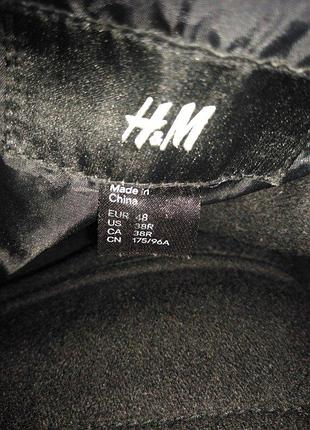 H&M
Made in
China
EUR 48
US 38R
CA 38R
CN 175/96A